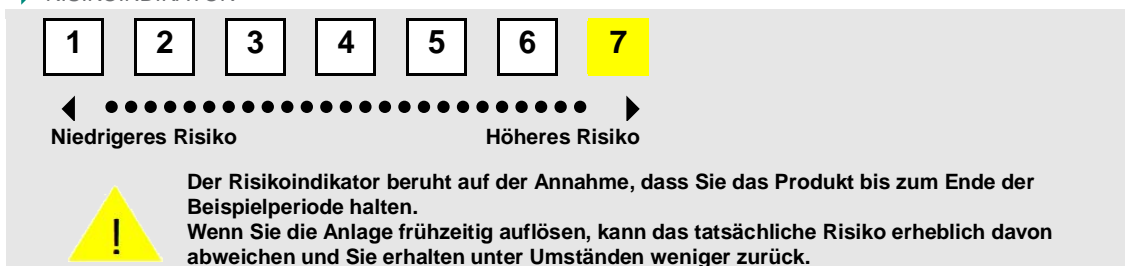 1 2 3 4 5 6 7
Niedrigeres Risiko Höheres Risiko
Der Risikoindikator beruht auf der Annahme, dass Sie das Produkt bis zum Ende der
Beispielperiode halten.
! Wenn Sie die Anlage frühzeitig auflösen, kann das tatsächliche Risiko erheblich davon
abweichen und Sie erhalten unter Umständen weniger zurück.